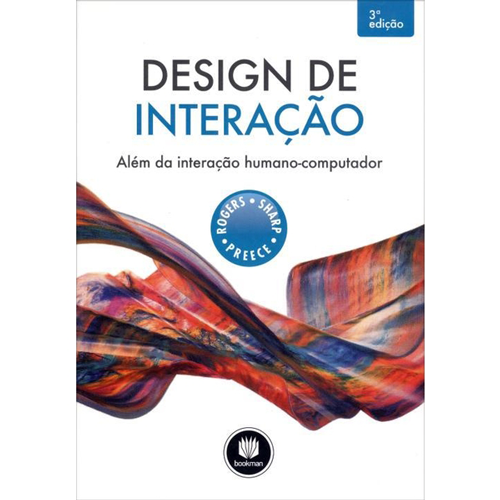 3ª
edição
DESIGN DE
INTERAÇÃO
Além da interação humano-computador
ROGERS • SHARP •
PREECE •
bookman